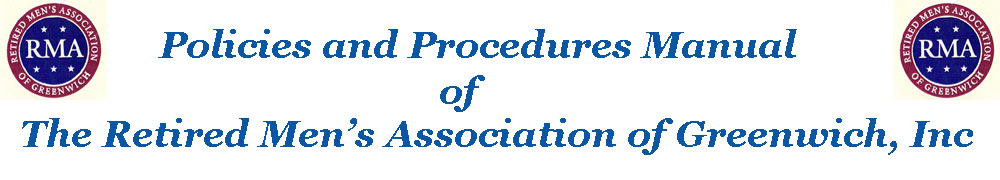 RETIRED MEN'S ASSOCIATION
RMA
OF GREENWICH
Policies and Procedures Manual
of
The Retired Men’s Association of Greenwich, Inc
RETIRED MEN'S ASSOCIATION
RMA
OF GREENWICH